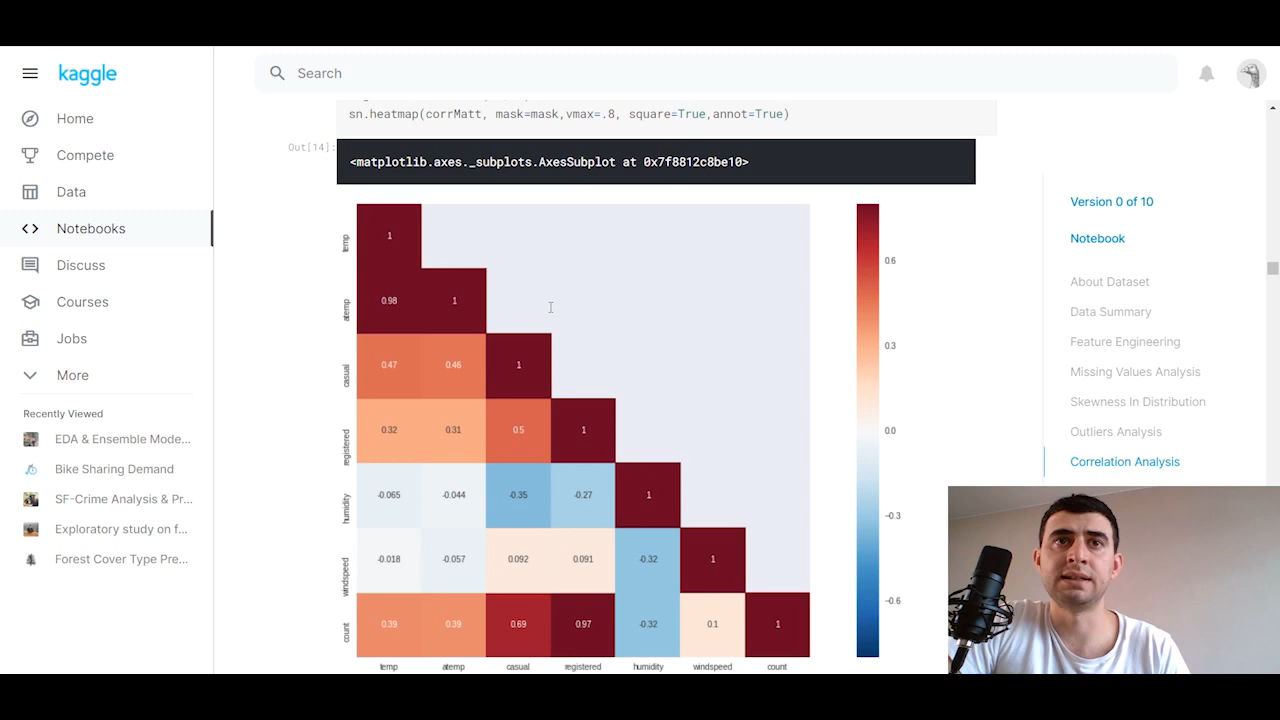 kaggle
Search
Home
Compete
Data
Notebooks
Discuss
Courses
Jobs
More
Recently Viewed
EDA & Ensemble Mode...
Bike Sharing Demand
SF-Crime Analysis & Pr...
Exploratory study on f...
Forest Cover Type Pre...
sn.heatmap(corrMatt, mask=mask,vmax=.8, square=True,annot=True)
Out[14]:
<matplotlib.axes._subplots.AxesSubplot at 0x7f8812c8be10>
temp 1
atemp 0.98 1
casual 0.47 0.46 1
registered 0.32 0.31 0.5 1
humidity -0.065 -0.044 -0.35 -0.27 1
windspeed -0.018 -0.057 0.092 0.091 -0.32 1
count 0.39 0.39 0.69 0.97 -0.32 0.1 1
temp atemp casual registered humidity windspeed count
0.6
0.3
0.0
-0.3
-0.6
Version 0 of 10
Notebook
About Dataset
Data Summary
Feature Engineering
Missing Values Analysis
Skewness In Distribution
Outliers Analysis
Correlation Analysis